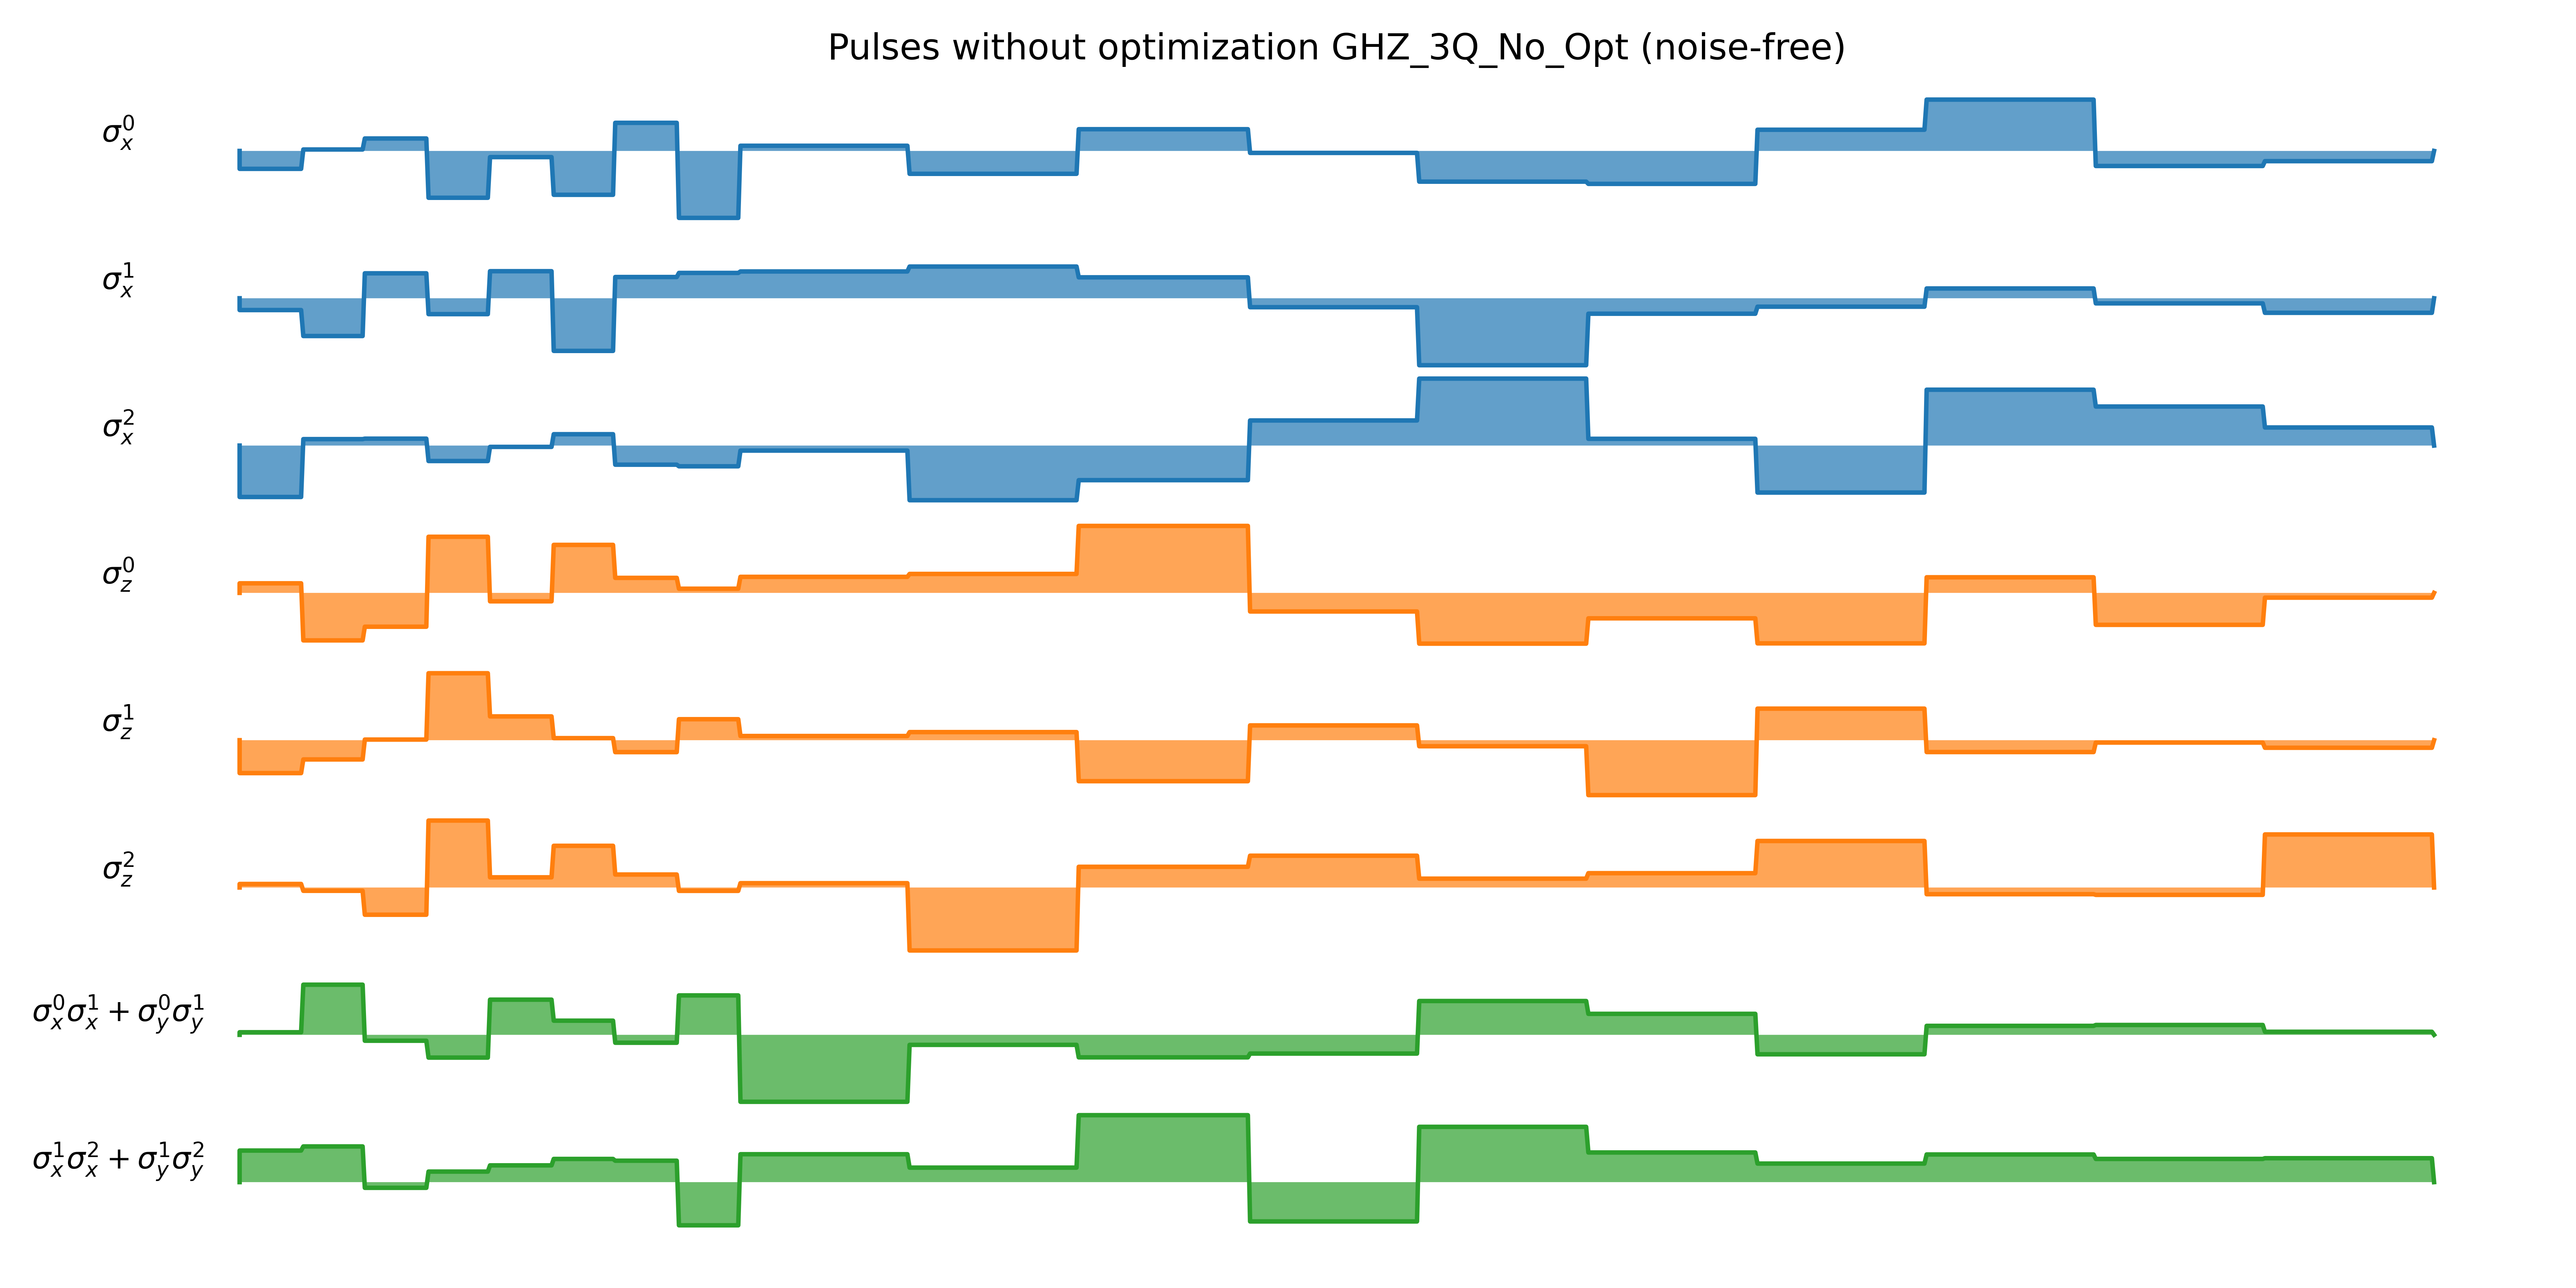 Pulses without optimization GHZ_3Q_No_Opt (noise-free)
σ_x^0
σ_x^1
σ_x^2
σ_z^0
σ_z^1
σ_z^2
σ_x^0σ_x^1 + σ_y^0σ_y^1
σ_x^1σ_x^2 + σ_y^1σ_y^2